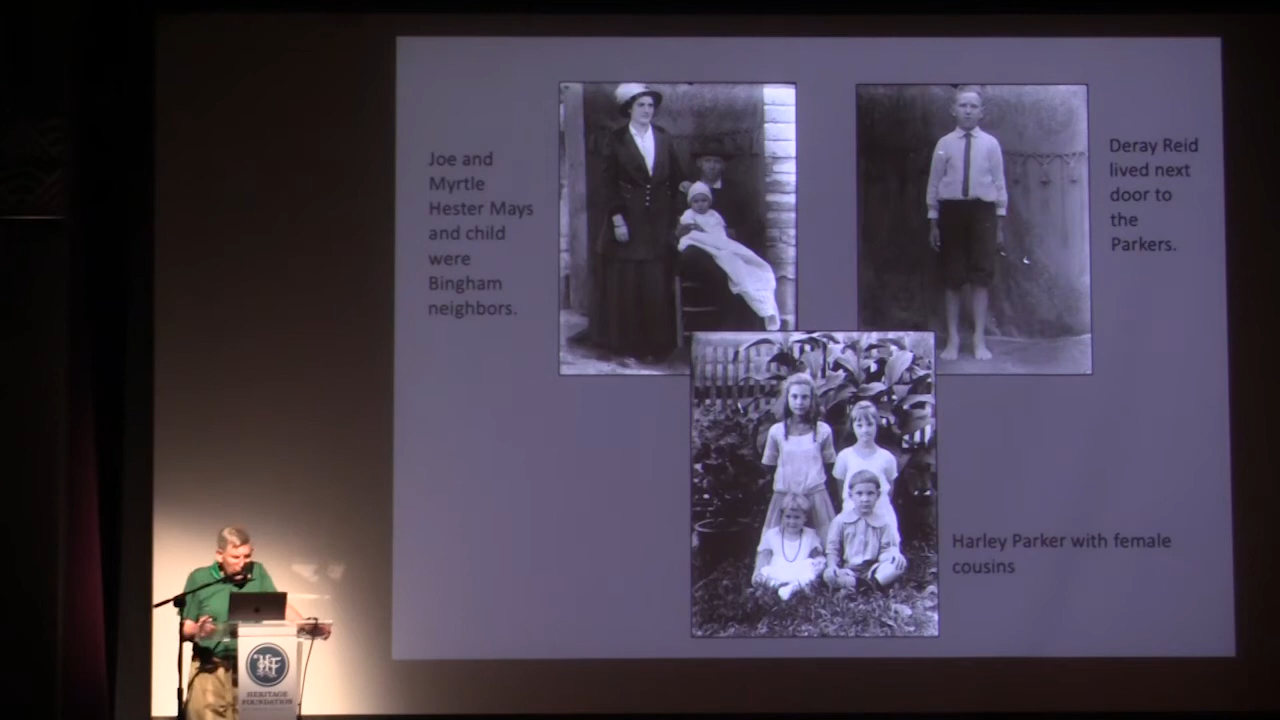 Joe and
Myrtle
Hester Mays
and child
were
Bingham
neighbors.
Deray Reid
lived next
door to
the
Parkers.
Harley Parker with female
cousins
HF
HERITAGE
FOUNDATION